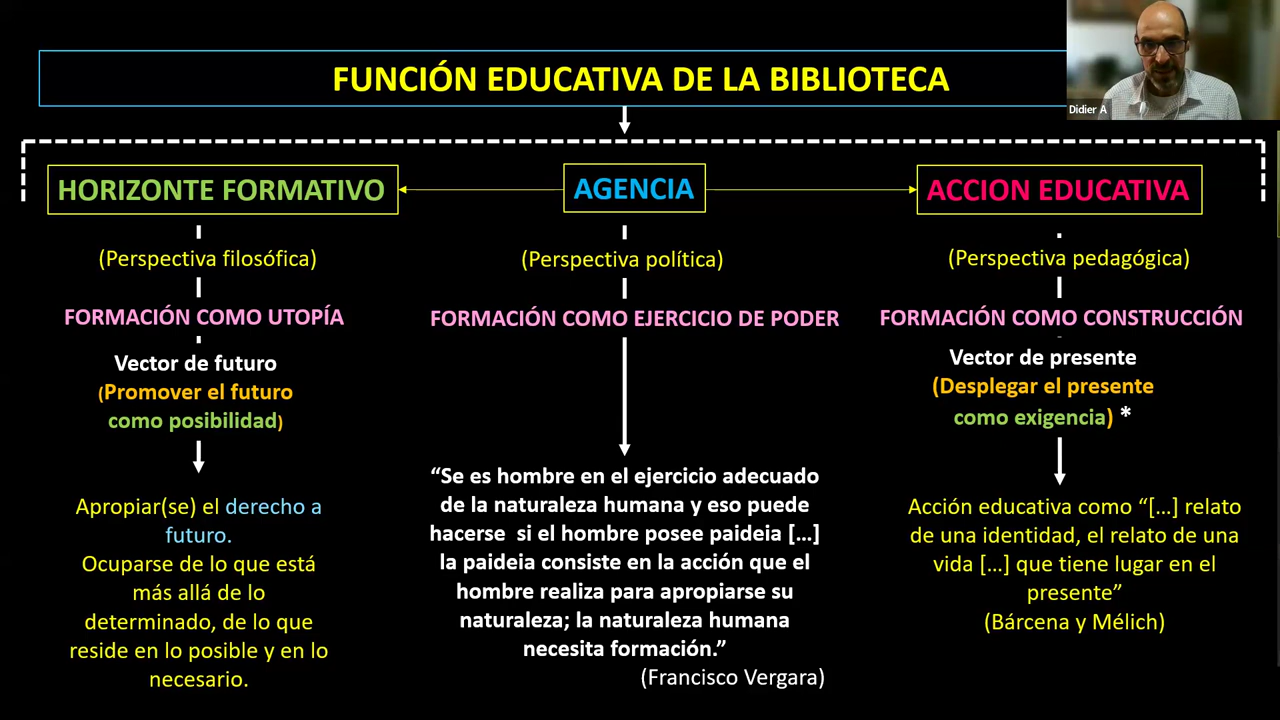 FUNCIÓN EDUCATIVA DE LA BIBLIOTECA
Didier A
HORIZONTE FORMATIVO
(Perspectiva filosófica)
FORMACIÓN COMO UTOPÍA
Vector de futuro
(Promover el futuro
como posibilidad)
Apropiar(se) el derecho a
futuro.
Ocuparse de lo que está
más allá de lo
determinado, de lo que
reside en lo posible y en lo
necesario.
AGENCIA
(Perspectiva política)
FORMACIÓN COMO EJERCICIO DE PODER
“Se es hombre en el ejercicio adecuado
de la naturaleza humana y eso puede
hacerse si el hombre posee paideia [...]
la paideia consiste en la acción que el
hombre realiza para apropiarse su
naturaleza; la naturaleza humana
necesita formación.”
(Francisco Vergara)
ACCION EDUCATIVA
(Perspectiva pedagógica)
FORMACIÓN COMO CONSTRUCCIÓN
Vector de presente
(Desplegar el presente
como exigencia) *
Acción educativa como “[...] relato
de una identidad, el relato de una
vida [...] que tiene lugar en el
presente”
(Bárcena y Mélich)